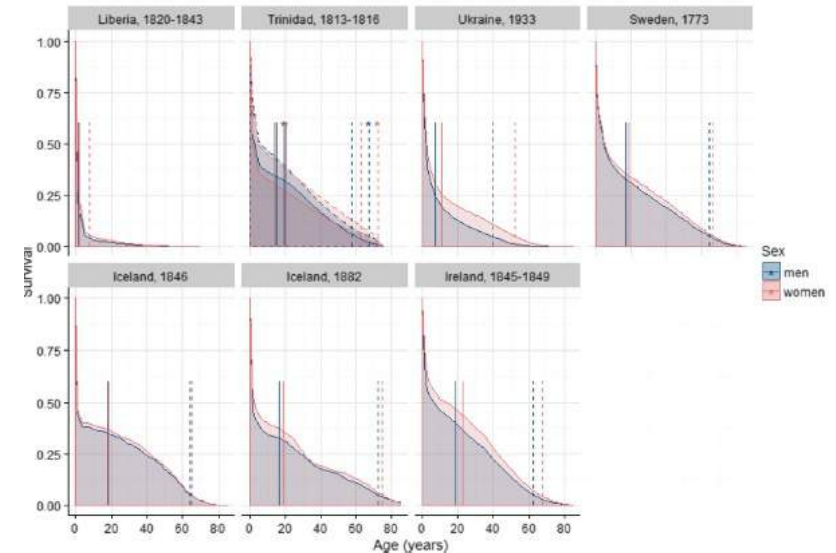 Liberia, 1820-1843
Trinidad, 1813-1816
Ukraine, 1933
Sweden, 1773
1.00
0.75
0.50
0.25
0.00
survival
Sex
men
women
Iceland, 1846
Iceland, 1882
Ireland, 1845-1849
1.00
0.75
0.50
0.25
0.00
0 20 40 60 80
0 20 40 60 80
0 20 40 60 80
Age (years)